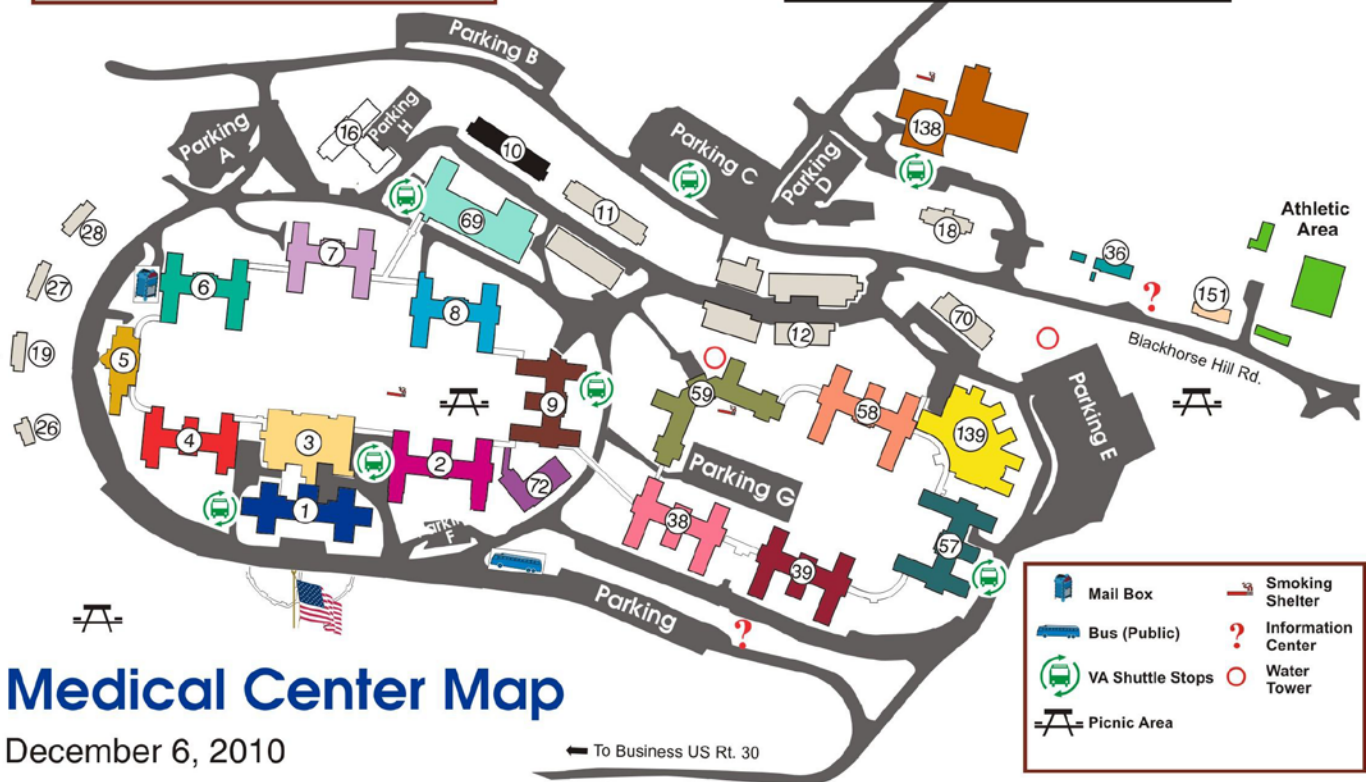 Parking B
Parking
A
16
Parking
H
10
Parking C
Parking
D
138
11
69
18
28
7
6
36
Athletic
Area
151
27
8
12
70
Blackhorse Hill Rd.
19
5
9
59
58
139
Parking E
26
4
3
2
72
Parking G
1
38
39
57
F
Parking
Mail Box
Smoking
Shelter
Bus (Public)
?
Information
Center
VA Shuttle Stops
Water
Tower
Picnic Area
Medical Center Map
December 6, 2010
To Business US Rt. 30